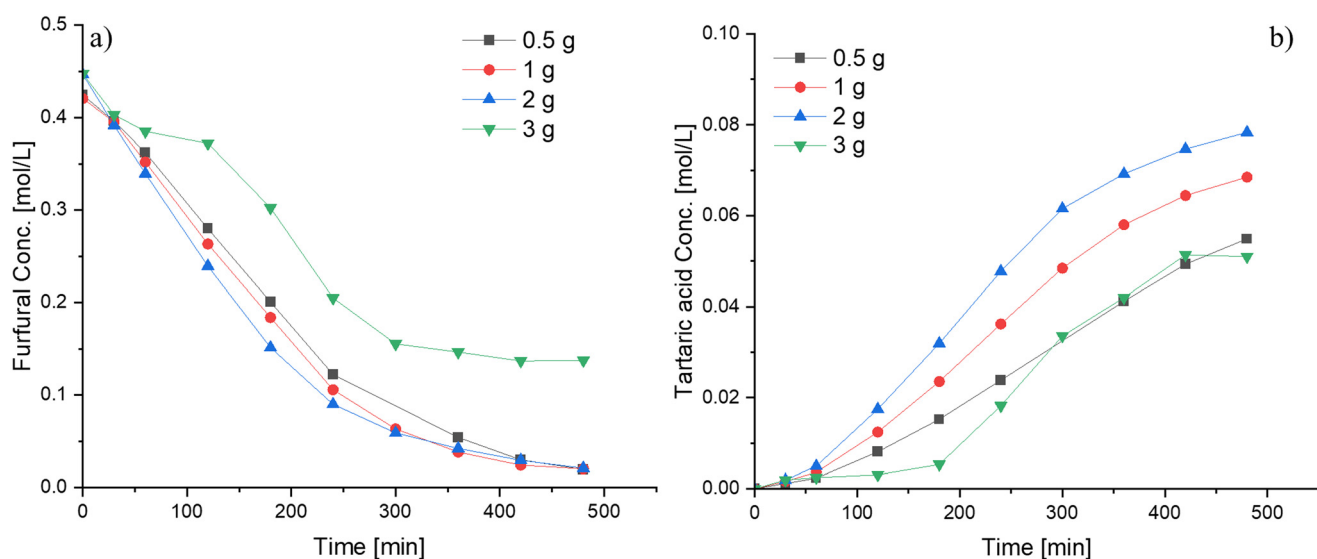 a)
0.5 g
1 g
2 g
3 g
Furfural Conc. [mol/L]
0.5
0.4
0.3
0.2
0.1
0.0
0 100 200 300 400 500
Time [min]
b)
0.5 g
1 g
2 g
3 g
Tartaric acid Conc. [mol/L]
0.10
0.08
0.06
0.04
0.02
0.00
0 100 200 300 400 500
Time [min]